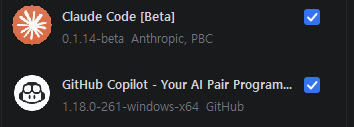 Claude Code [Beta]
0.1.14-beta Anthropic, PBC
GitHub Copilot - Your AI Pair Program...
1.18.0-261-windows-x64 GitHub